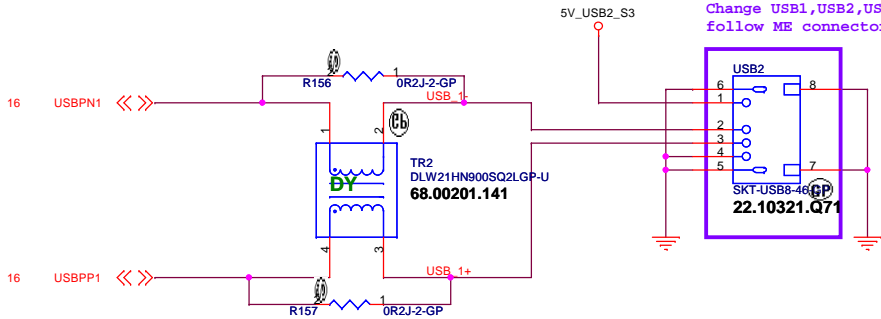 Change USB1,USB2,US
5V_USB2_S3
follow ME connector
USB2
R156
1
0R2J-2-GP
16
USBPN1
USB_1-
6
8
1
1
2
2
3
4
TR2
DLW21HN900SQ2LGP-U
68.00201.141
DY
5
7
SKT-USB8-46-GP
22.10321.Q71
4
3
16
USBPP1
USB_1+
R157
1
0R2J-2-GP